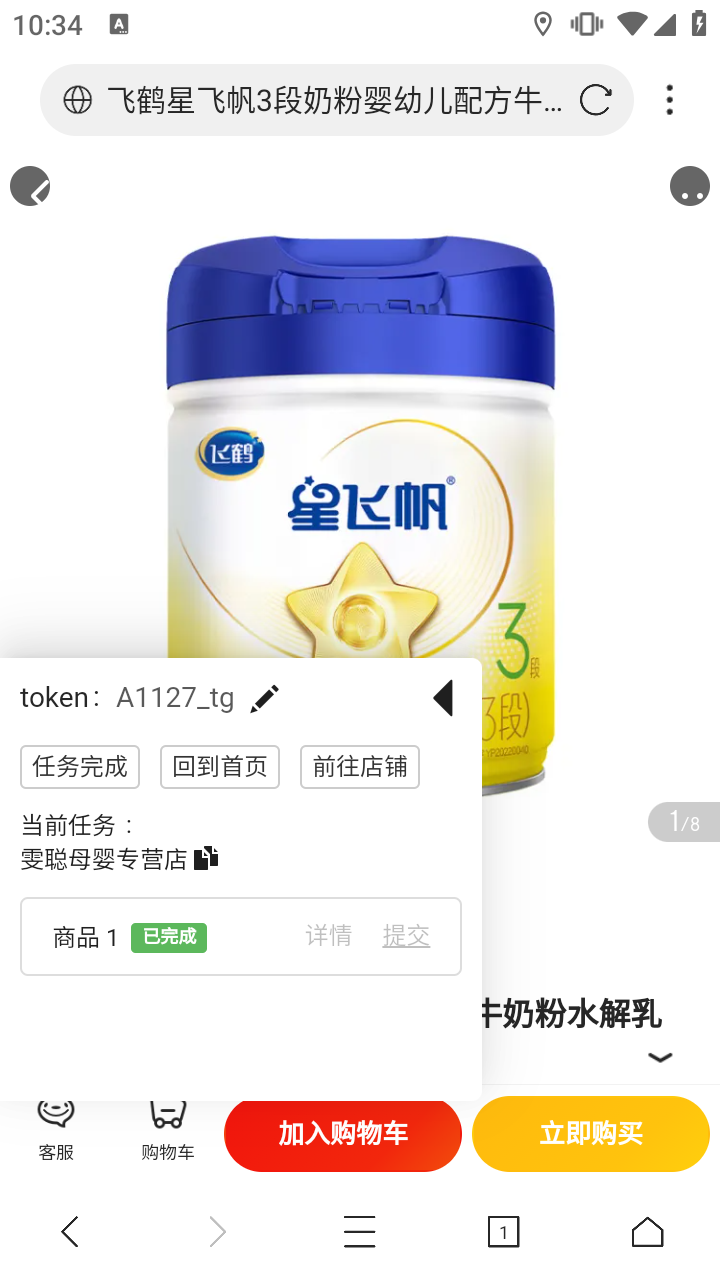 10:34
A
飞鹤星飞帆3段奶粉婴幼儿配方牛...
飞鹤
星飞帆®
3段
3段)
YP20220040
token： A1127_tg
任务完成 回到首页 前往店铺
当前任务：
雯聪母婴专营店
商品 1 已完成 详情 提交
1/8
牛奶粉水解乳
客服 购物车 加入购物车 立即购买
1